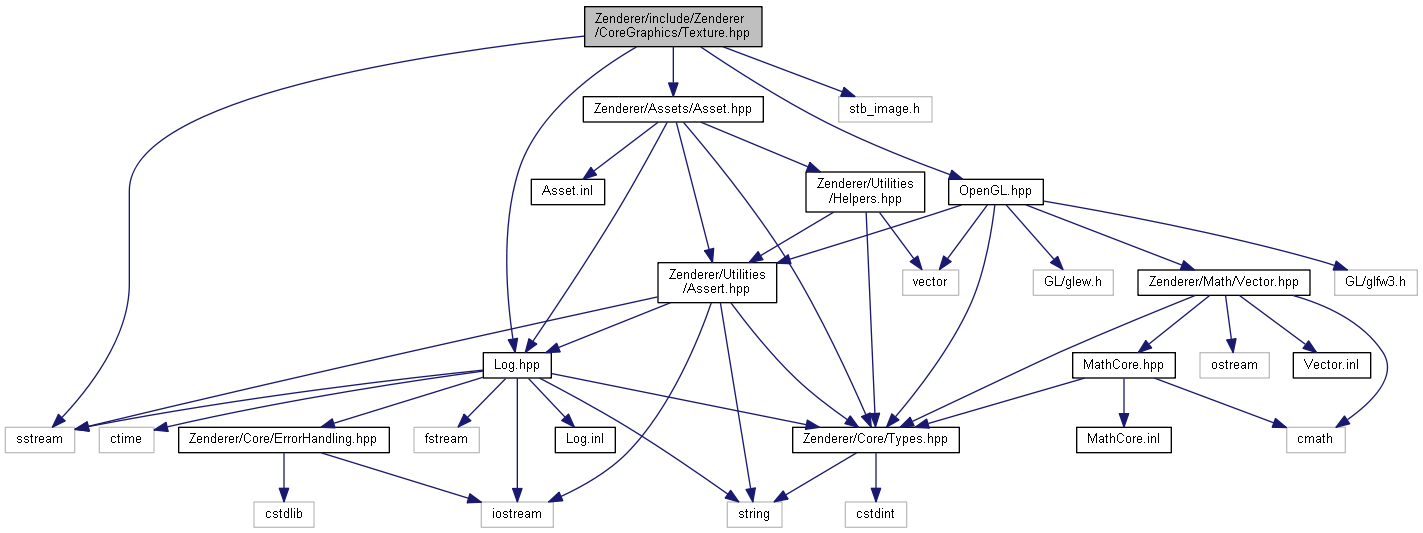 Zenderer/include/Zenderer
/CoreGraphics/Texture.hpp
Zenderer/Assets/Asset.hpp
stb_image.h
Asset.inl
Zenderer/Utilities
/Helpers.hpp
OpenGL.hpp
Zenderer/Utilities
/Assert.hpp
vector
GL/glew.h
Zenderer/Math/Vector.hpp
GL/glfw3.h
Log.hpp
MathCore.hpp
ostream
Vector.inl
sstream
ctime
Zenderer/Core/ErrorHandling.hpp
fstream
Log.inl
Zenderer/Core/Types.hpp
MathCore.inl
cmath
cstdlib
iostream
string
cstdint